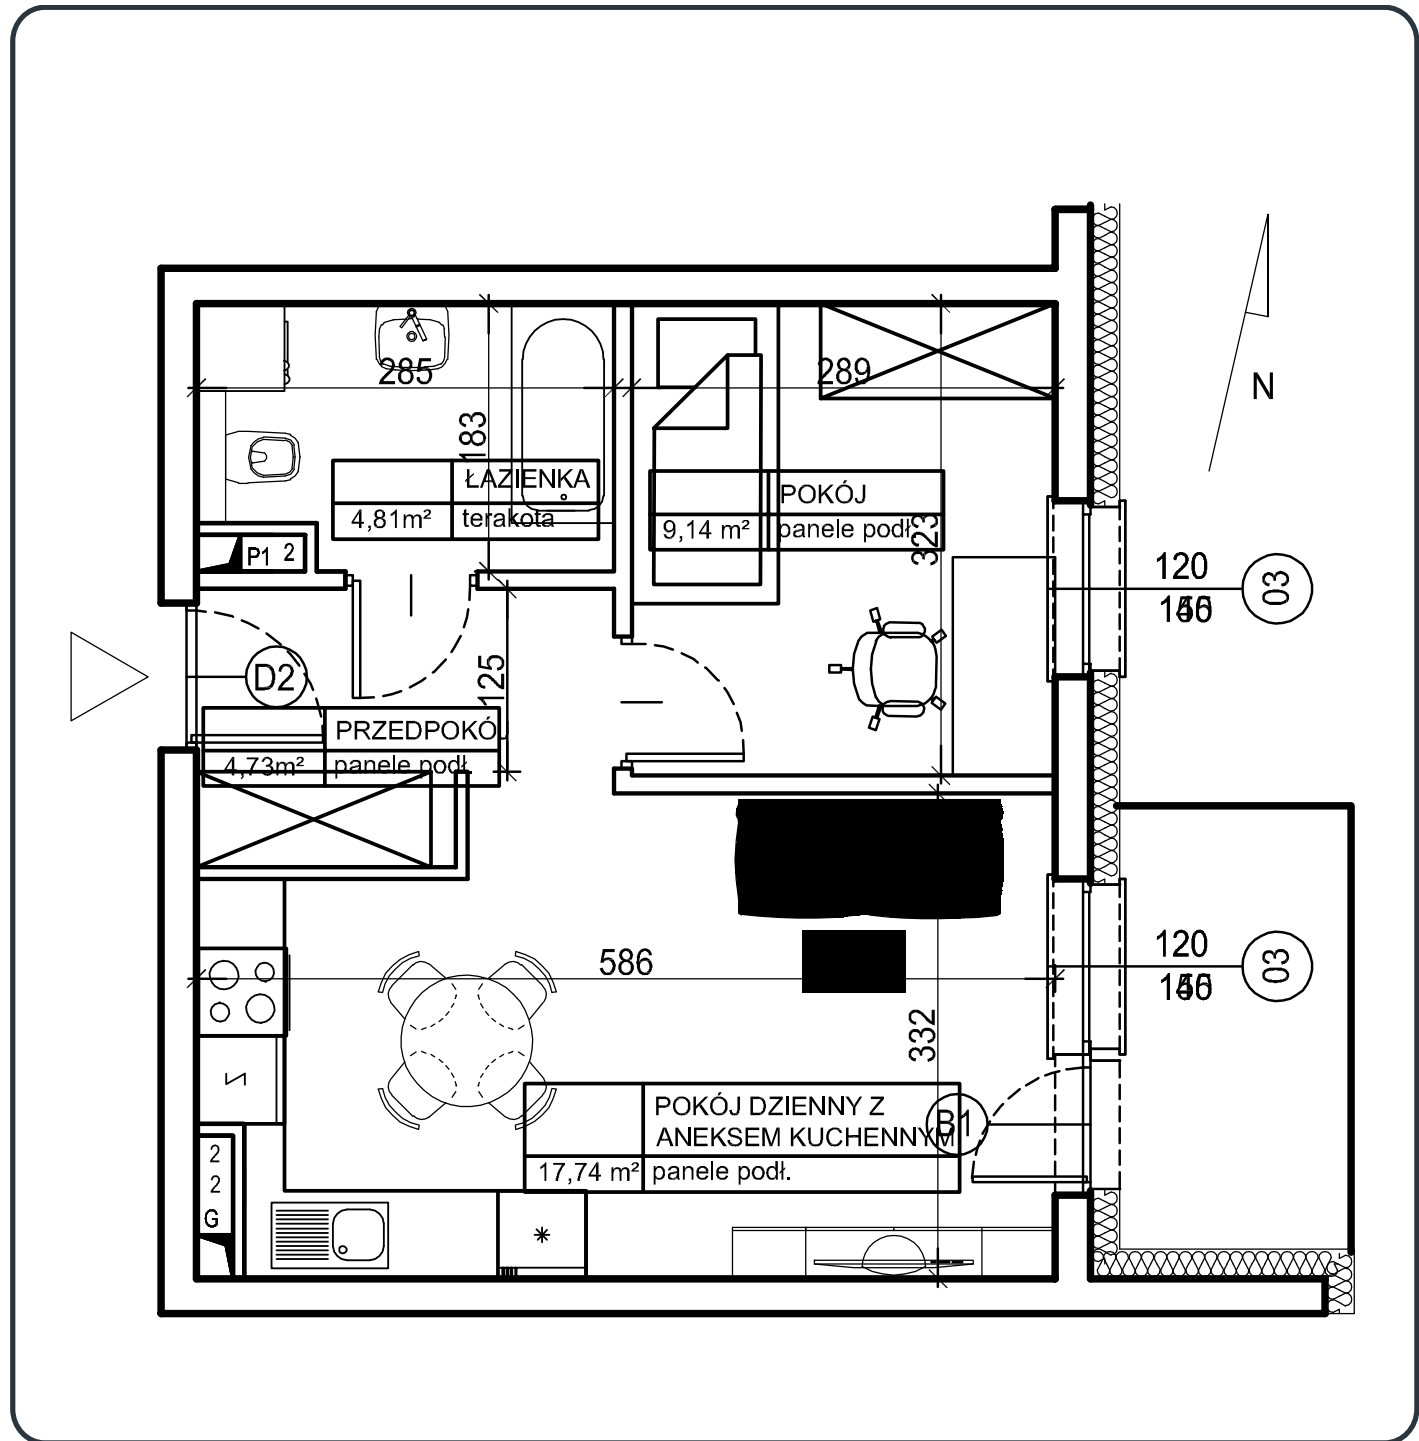 285
289
N
183
ŁAZIENKA
4,81m² terakota
POKÓJ
9,14 m² panele podł.
323
P1 2
120
03
D2
125
PRZEDPOKÓJ
4,73m² panele podł.
120
03
586
332
POKÓJ DZIENNY Z
ANEKSEM KUCHENNYM
17,74 m² panele podł.
B1
2
2
G